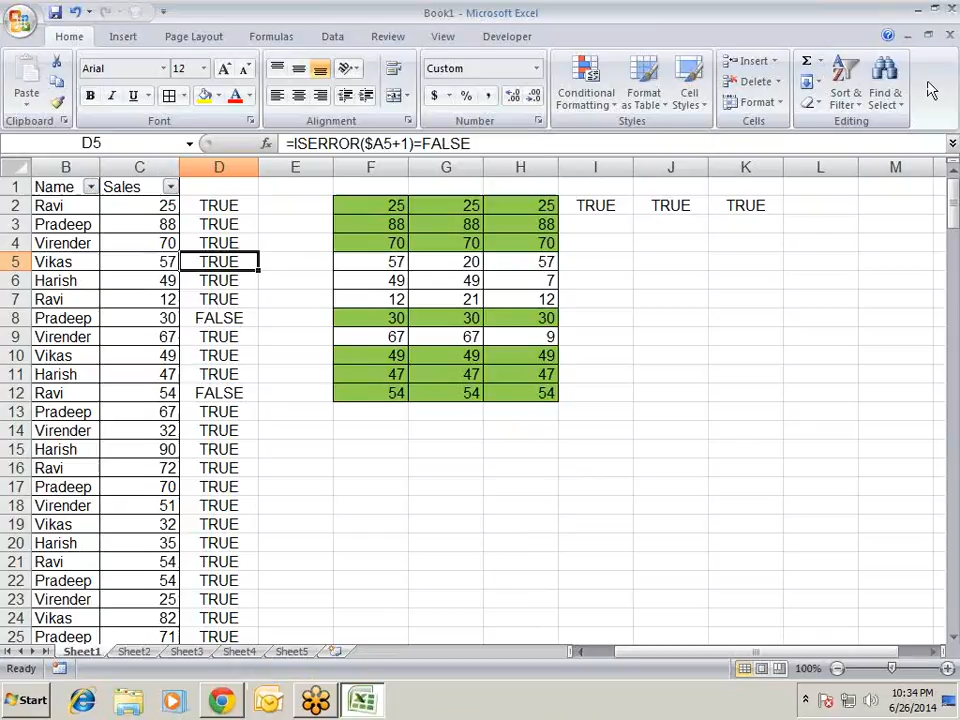 Book1 - Microsoft Excel
Home Insert Page Layout Formulas Data Review View Developer
Paste
Clipboard
Arial 12
B I U
Font
Alignment
Custom
$ % ,
Number
Conditional Formatting
Format as Table
Cell Styles
Styles
Insert
Delete
Format
Cells
Σ
Sort & Filter
Find & Select
Editing
D5 fx =ISERROR($A5+1)=FALSE
B C D E F G H I J K L M
1 Name Sales
2 Ravi 25 TRUE 25 25 25 TRUE TRUE TRUE
3 Pradeep 88 TRUE 88 88 88
4 Virender 70 TRUE 70 70 70
5 Vikas 57 TRUE 57 20 57
6 Harish 49 TRUE 49 49 7
7 Ravi 12 TRUE 12 21 12
8 Pradeep 30 FALSE 30 30 30
9 Virender 67 TRUE 67 67 9
10 Vikas 49 TRUE 49 49 49
11 Harish 47 TRUE 47 47 47
12 Ravi 54 FALSE 54 54 54
13 Pradeep 67 TRUE
14 Virender 32 TRUE
15 Harish 90 TRUE
16 Ravi 72 TRUE
17 Pradeep 70 TRUE
18 Virender 51 TRUE
19 Vikas 32 TRUE
20 Harish 35 TRUE
21 Ravi 54 TRUE
22 Pradeep 54 TRUE
23 Virender 25 TRUE
24 Vikas 82 TRUE
25 Pradeep 71 TRUE
Sheet1 Sheet2 Sheet3 Sheet4 Sheet5
Ready 100%
Start 10:34 PM
6/26/2014